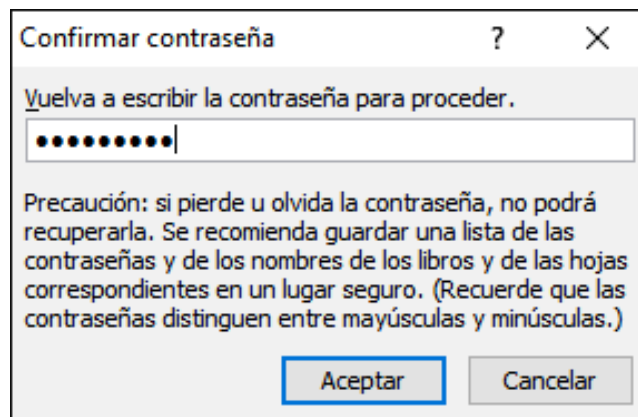 Confirmar contraseña ?
Vuelva a escribir la contraseña para proceder.
●●●●●●●●●
Precaución: si pierde u olvida la contraseña, no podrá
recuperarla. Se recomienda guardar una lista de las
contraseñas y de los nombres de los libros y de las hojas
correspondientes en un lugar seguro. (Recuerde que las
contraseñas distinguen entre mayúsculas y minúsculas.)
Aceptar Cancelar